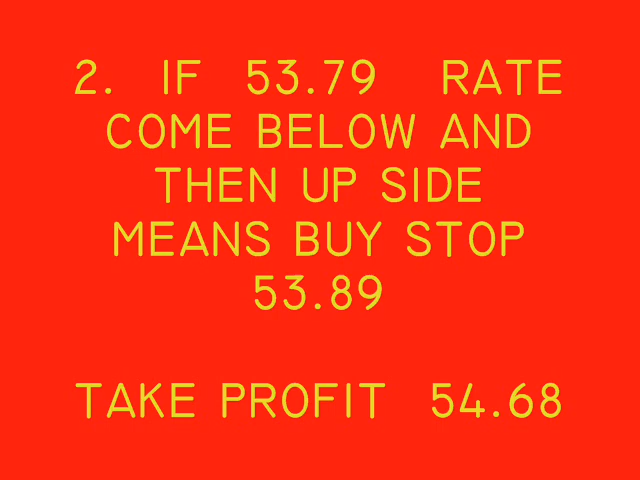 2. IF 53.79 RATE
COME BELOW AND
THEN UP SIDE
MEANS BUY STOP
53.89
TAKE PROFIT 54.68